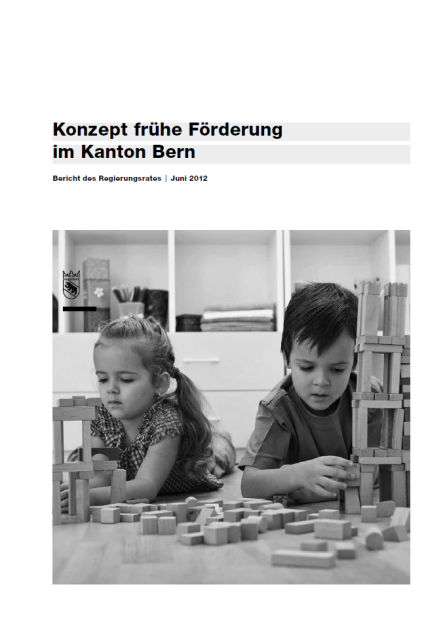 Konzept frühe Förderung
im Kanton Bern
Bericht des Regierungsrates | Juni 2012